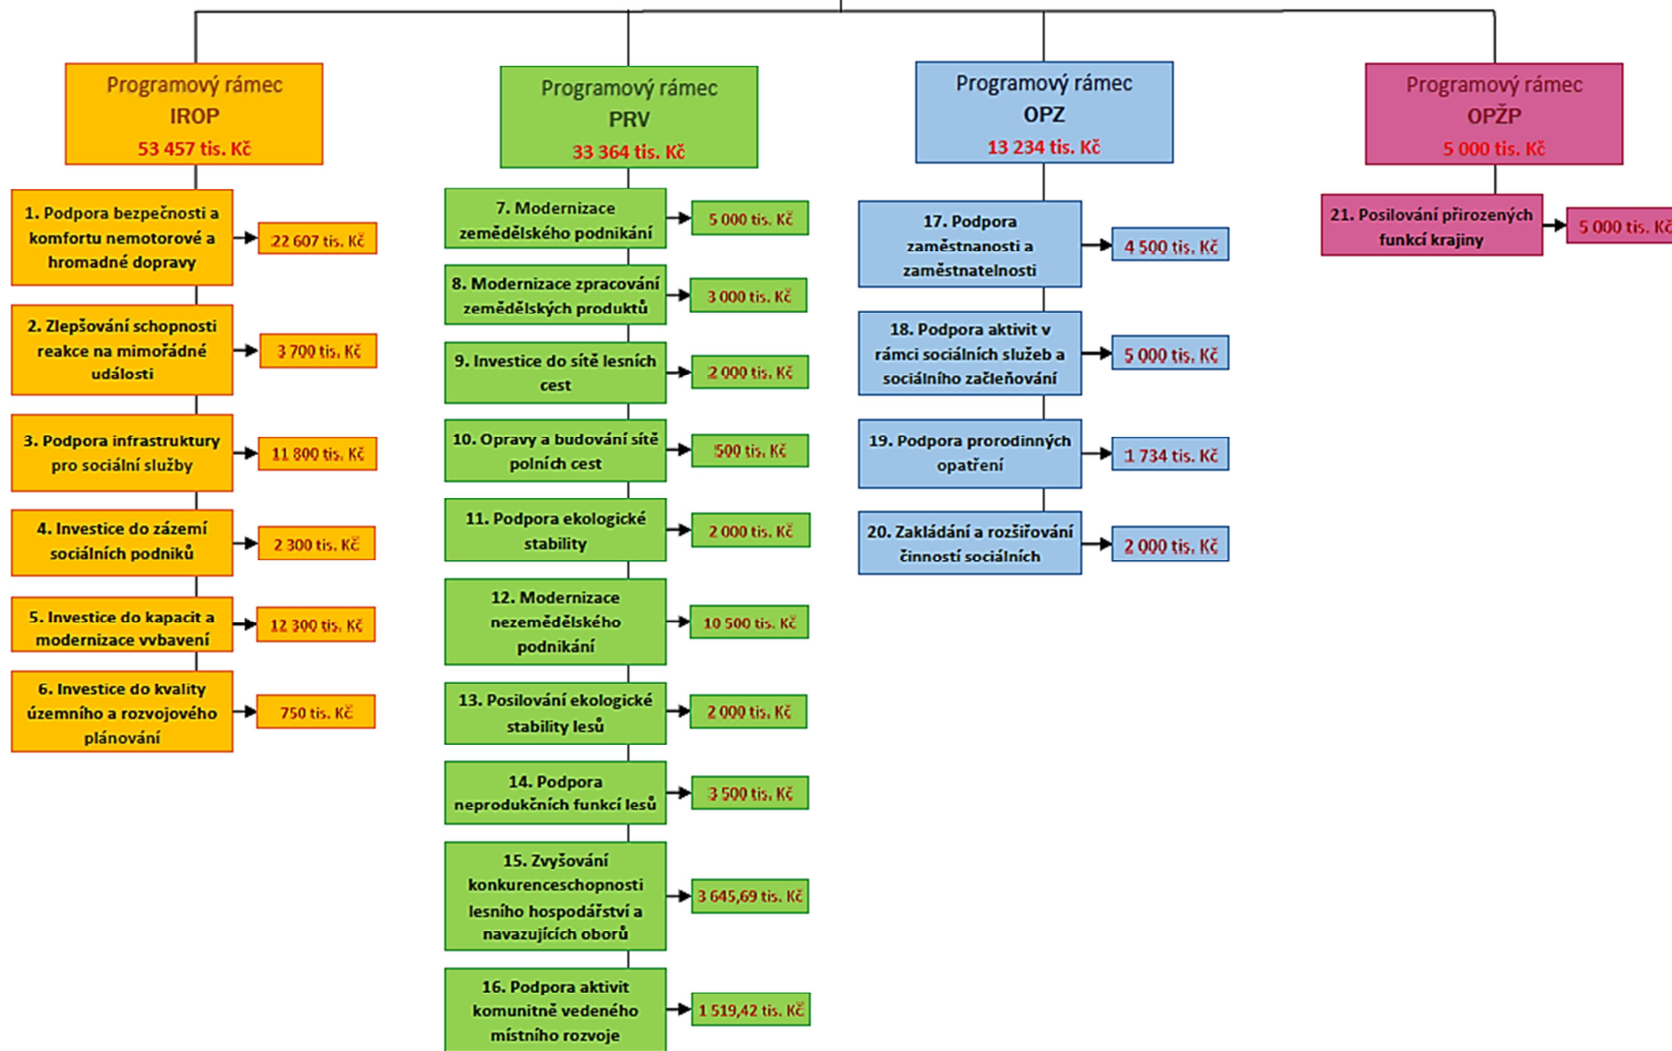 Programový rámec
IROP
53 457 tis. Kč
1. Podpora bezpečnosti a
komfortu nemotorové a
hromadné dopravy
22 607 tis. Kč
2. Zlepšování schopnosti
reakce na mimořádné
události
3 700 tis. Kč
3. Podpora infrastruktury
pro sociální služby
11 800 tis. Kč
4. Investice do zázemí
sociálních podniků
2 300 tis. Kč
5. Investice do kapacit a
modernizace vybavení
12 300 tis. Kč
6. Investice do kvality
územního a rozvojového
plánování
750 tis. Kč
Programový rámec
PRV
33 364 tis. Kč
7. Modernizace
zemědělského podnikání
5 000 tis. Kč
8. Modernizace zpracování
zemědělských produktů
3 000 tis. Kč
9. Investice do sítě lesních
cest
2 000 tis. Kč
10. Opravy a budování sítě
polních cest
500 tis. Kč
11. Podpora ekologické
stability
2 000 tis. Kč
12. Modernizace
nezemědělského
podnikání
10 500 tis. Kč
13. Posilování ekologické
stability lesů
2 000 tis. Kč
14. Podpora
neprodukčních funkcí lesů
3 500 tis. Kč
15. Zvyšování
konkurenceschopnosti
lesního hospodářství a
navazujících oborů
3 645,69 tis. Kč
16. Podpora aktivit
komunitně vedeného
místního rozvoje
1 519,42 tis. Kč
Programový rámec
OPZ
13 234 tis. Kč
17. Podpora
zaměstnanosti a
zaměstnatelnosti
4 500 tis. Kč
18. Podpora aktivit v
rámci sociálních služeb a
sociálního začleňování
5 000 tis. Kč
19. Podpora prorodinných
opatření
1 734 tis. Kč
20. Zakládání a rozšiřování
činností sociálních
2 000 tis. Kč
Programový rámec
OPŽP
5 000 tis. Kč
21. Posilování přirozených
funkcí krajiny
5 000 tis. Kč